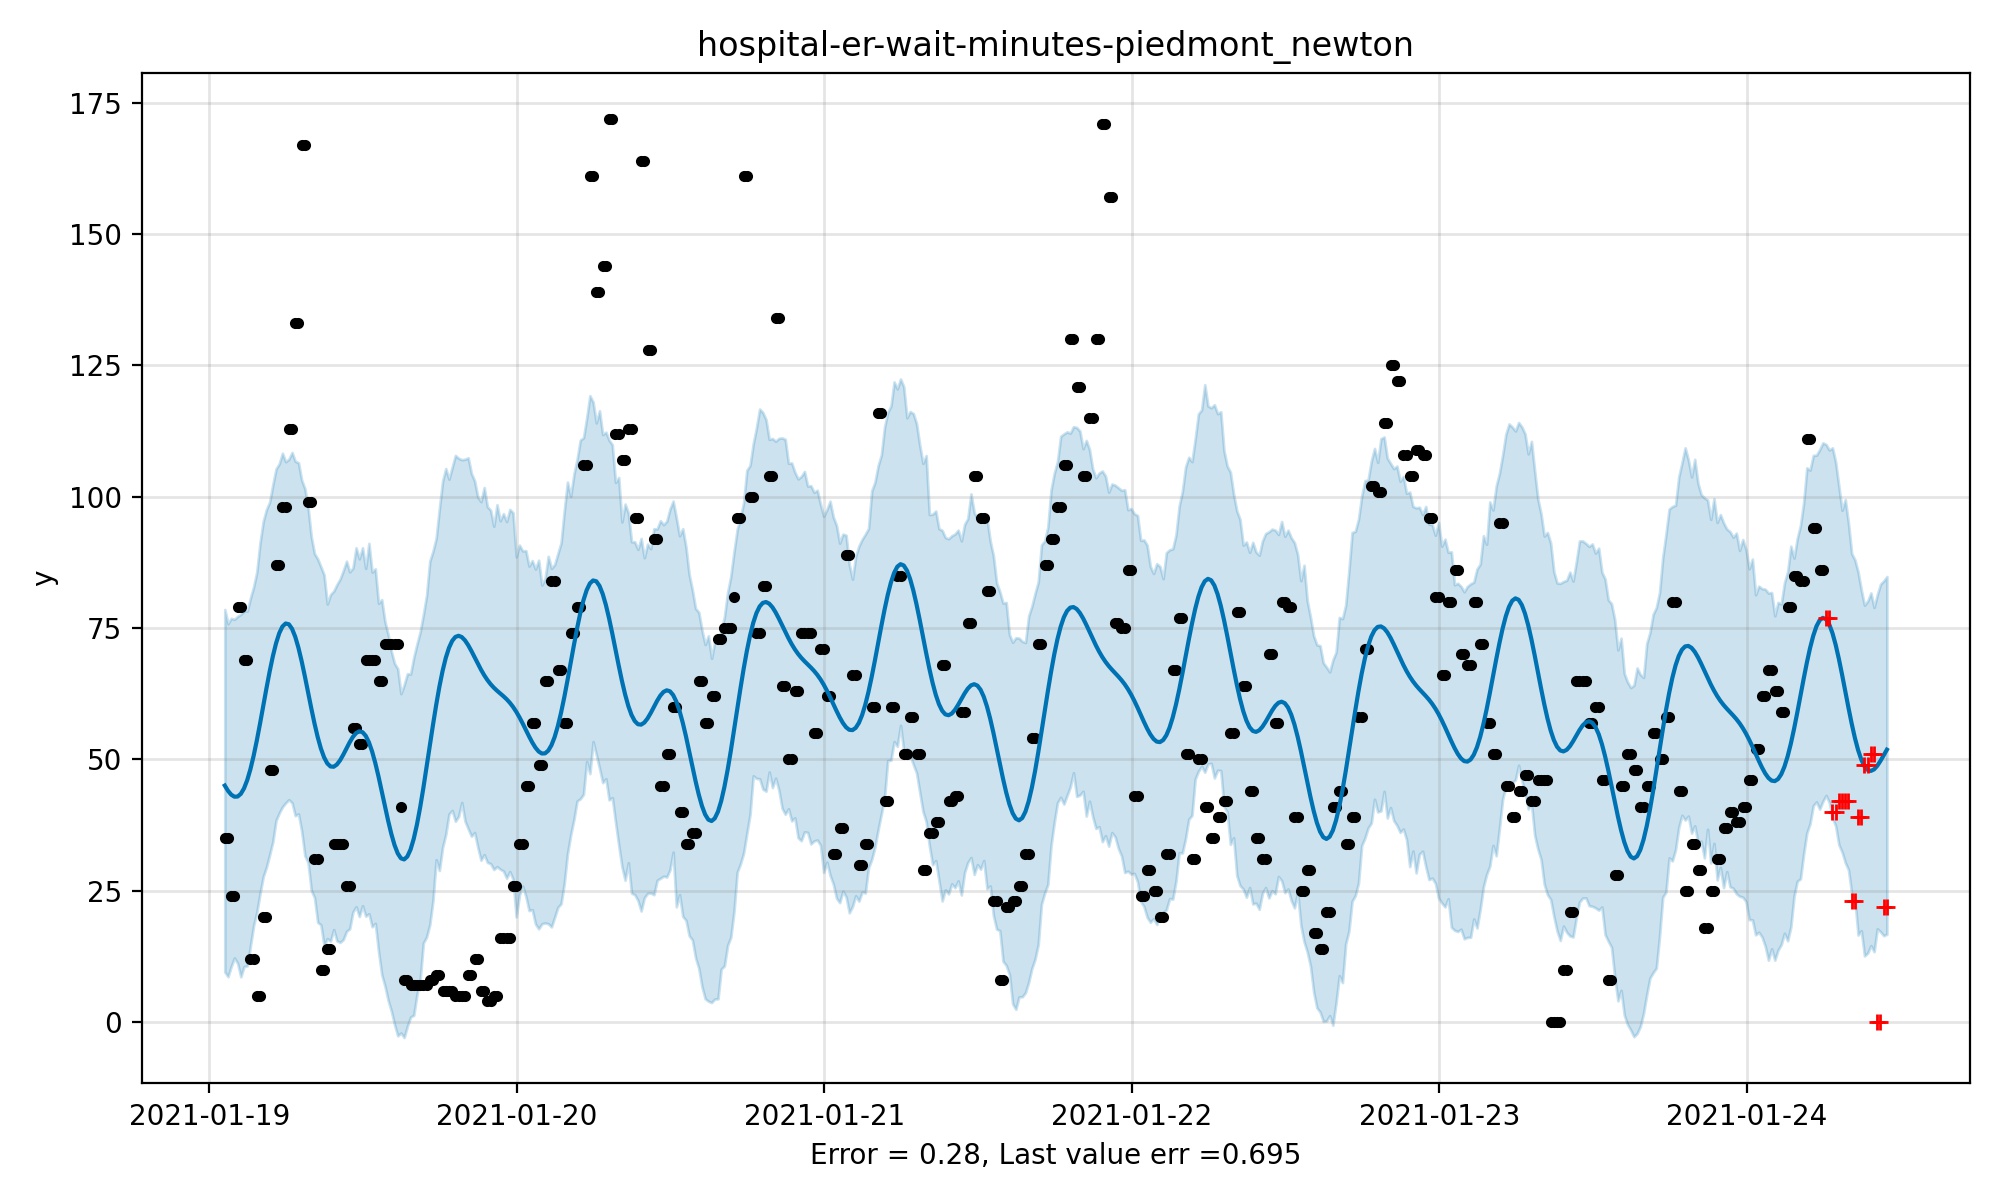 hospital-er-wait-minutes-piedmont_newton
y
175
150
125
100
75
50
25
0
2021-01-19 2021-01-20 2021-01-21 2021-01-22 2021-01-23 2021-01-24
Error = 0.28, Last value err =0.695